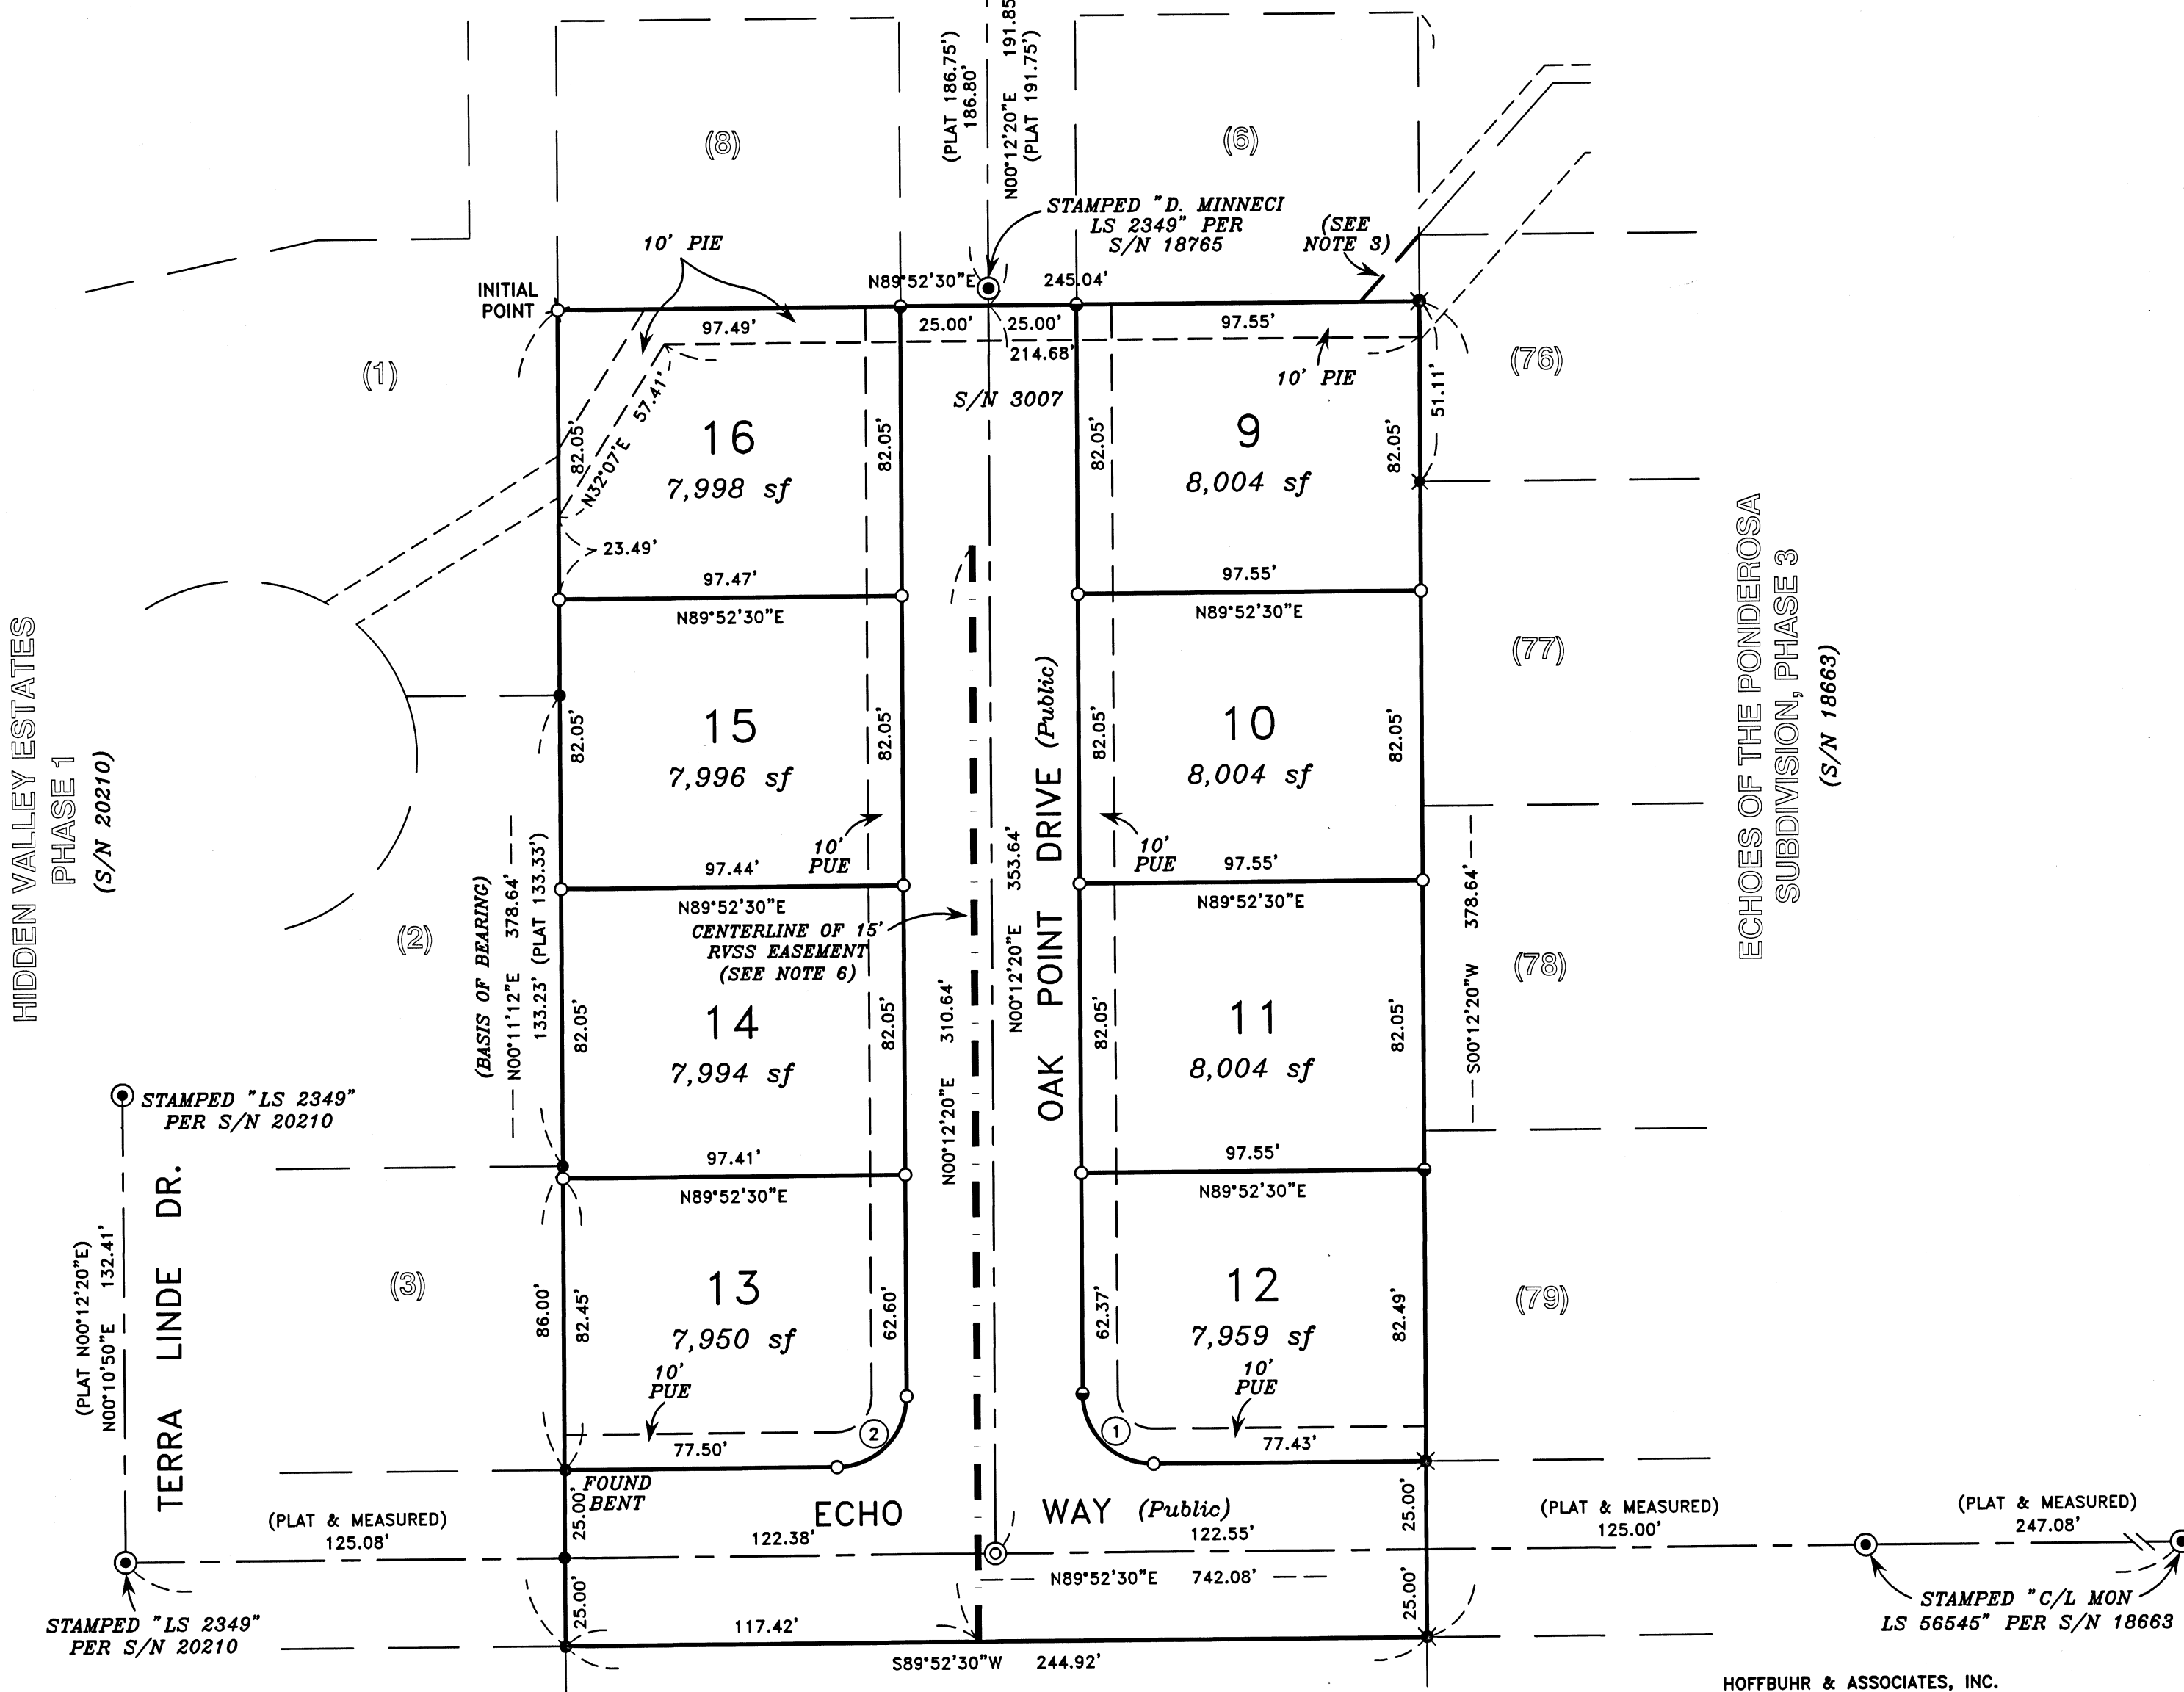 (PLAT 186.75')
186.80'
N00°12'20"E 191.85
(PLAT 191.75')
(8)
(6)
STAMPED "D. MINNECI
LS 2349" PER
S/N 18765
(SEE
NOTE 3)
10' PIE
INITIAL
POINT
N89°52'30"E
245.04'
97.49'
25.00'
25.00'
97.55'
214.68'
10' PIE
(1)
(76)
51.11'
S/N 3007
82.05'
N32°07'E 57.41'
16
7,998 sf
82.05'
82.05'
9
8,004 sf
82.05'
23.49'
97.47'
N89°52'30"E
97.55'
N89°52'30"E
HIDDEN VALLEY ESTATES
PHASE 1
(S/N 20210)
ECHOES OF THE PONDEROSA
SUBDIVISION, PHASE 3
(S/N 18663)
(77)
82.05'
15
7,996 sf
82.05'
82.05'
10
8,004 sf
82.05'
OAK POINT DRIVE (Public)
10'
PUE
10'
PUE
97.44'
N89°52'30"E
97.55'
N89°52'30"E
CENTERLINE OF 15'
RVSS EASEMENT
(SEE NOTE 6)
(BASIS OF BEARING)
N00°11'12"E 378.64'
133.23' (PLAT 133.33')
N00°12'20"E 353.64'
N00°12'20"E 310.64'
S00°12'20"W 378.64'
(2)
(78)
82.05'
14
7,994 sf
82.05'
82.05'
11
8,004 sf
82.05'
STAMPED "LS 2349"
PER S/N 20210
97.41'
N89°52'30"E
97.55'
N89°52'30"E
TERRA LINDE DR.
(PLAT N00°12'20"E)
N00°10'50"E 132.41'
(3)
(79)
86.00'
82.45'
13
7,950 sf
62.60'
62.37'
12
7,959 sf
82.49'
10'
PUE
10'
PUE
2
1
77.50'
77.43'
FOUND
BENT
25.00'
ECHO WAY (Public)
25.00'
(PLAT & MEASURED)
125.08'
122.38'
122.55'
(PLAT & MEASURED)
125.00'
(PLAT & MEASURED)
247.08'
N89°52'30"E 742.08'
25.00'
25.00'
STAMPED "LS 2349"
PER S/N 20210
STAMPED "C/L MON
LS 56545" PER S/N 18663
117.42'
S89°52'30"W 244.92'
HOFFBUHR & ASSOCIATES, INC.